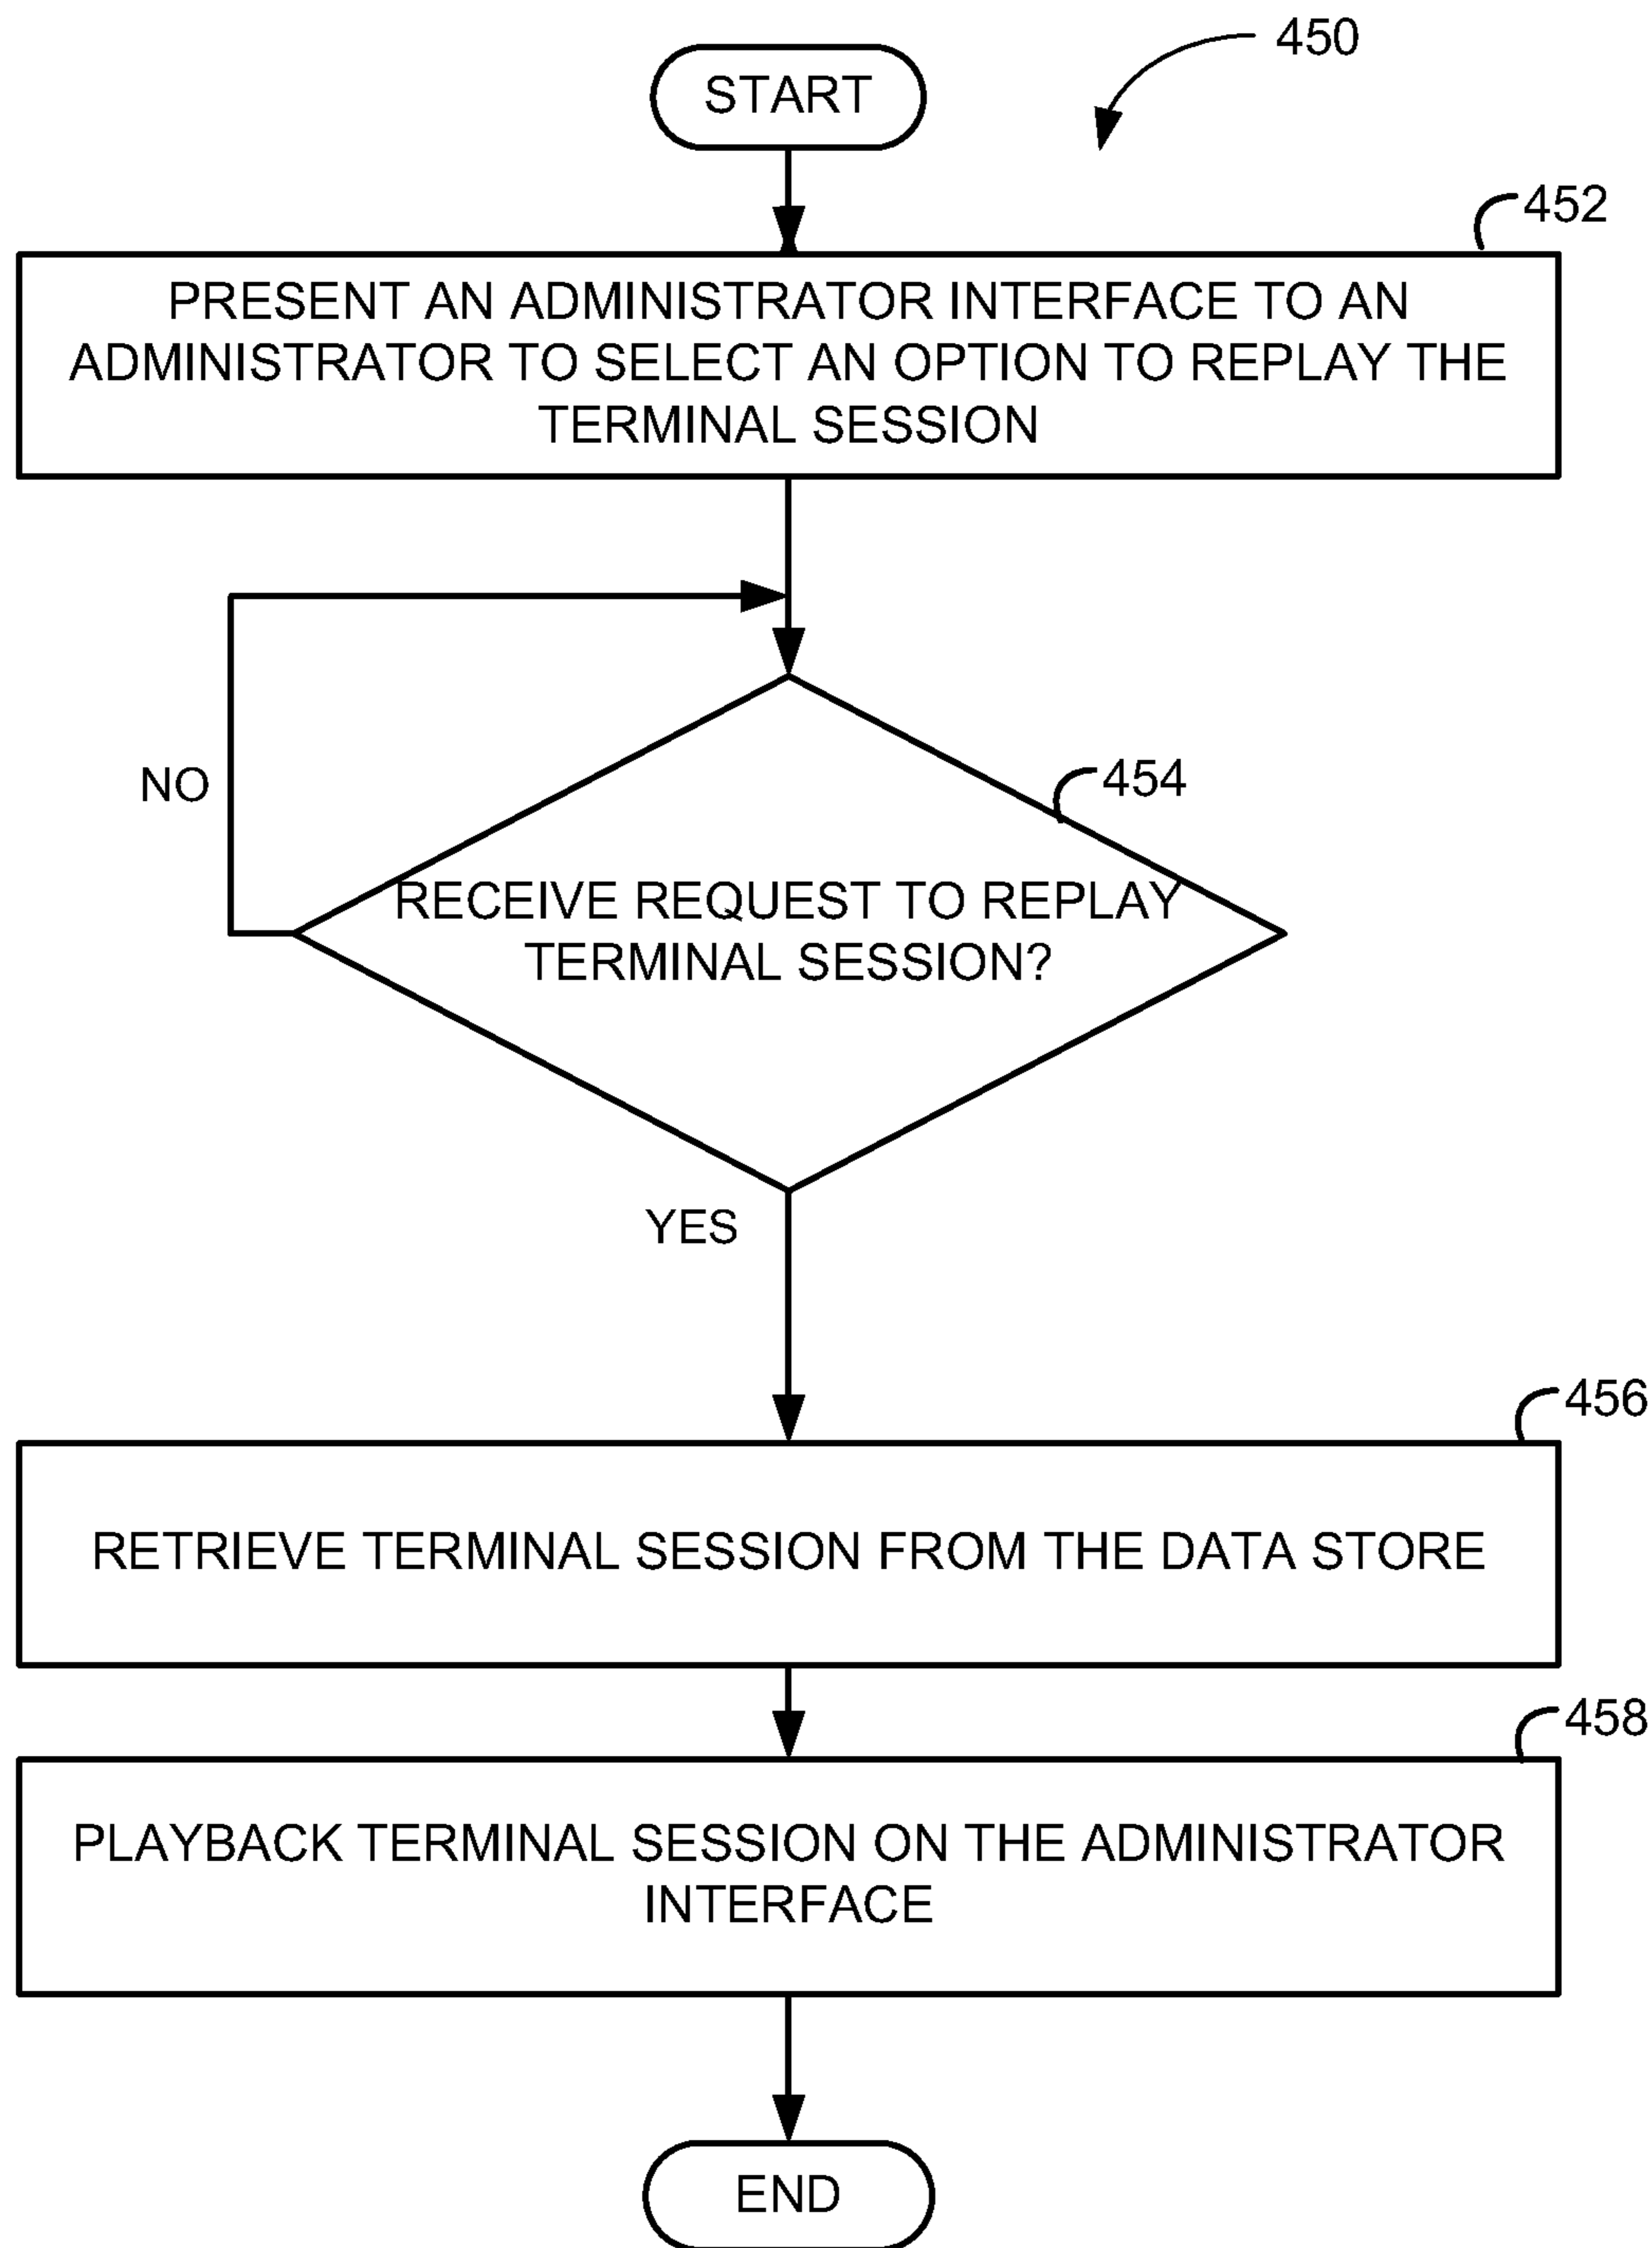 450
START
452
PRESENT AN ADMINISTRATOR INTERFACE TO AN
ADMINISTRATOR TO SELECT AN OPTION TO REPLAY THE
TERMINAL SESSION
NO
454
RECEIVE REQUEST TO REPLAY
TERMINAL SESSION?
YES
456
RETRIEVE TERMINAL SESSION FROM THE DATA STORE
458
PLAYBACK TERMINAL SESSION ON THE ADMINISTRATOR
INTERFACE
END